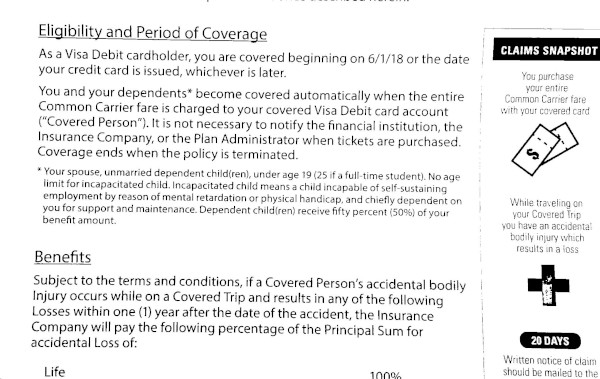 Eligibility and Period of Coverage
As a Visa Debit cardholder, you are covered beginning on 6/1/18 or the date
your credit card is issued, whichever is later.
You and your dependents* become covered automatically when the entire
Common Carrier fare is charged to your covered Visa Debit card account
("Covered Person"). It is not necessary to notify the financial institution, the
Insurance Company, or the Plan Administrator when tickets are purchased.
Coverage ends when the policy is terminated.
* Your spouse, unmarried dependent child(ren), under age 19 (25 if a full-time student). No age
limit for incapacitated child. Incapacitated child means a child incapable of self-sustaining
employment by reason of mental retardation or physical handicap, and chiefly dependent on
you for support and maintenance. Dependent child(ren) receive fifty percent (50%) of your
benefit amount.
Benefits
Subject to the terms and conditions, if a Covered Person's accidental bodily
Injury occurs while on a Covered Trip and results in any of the following
Losses within one (1) year after the date of the accident, the Insurance
Company will pay the following percentage of the Principal Sum for
accidental Loss of:
Life 100%
CLAIMS SNAPSHOT
You purchase
your entire
Common Carrier fare
with your covered card
$
While traveling on
your Covered Trip
you have an accidental
bodily injury which
results in a loss
20 DAYS
Written notice of claim
should be mailed to the